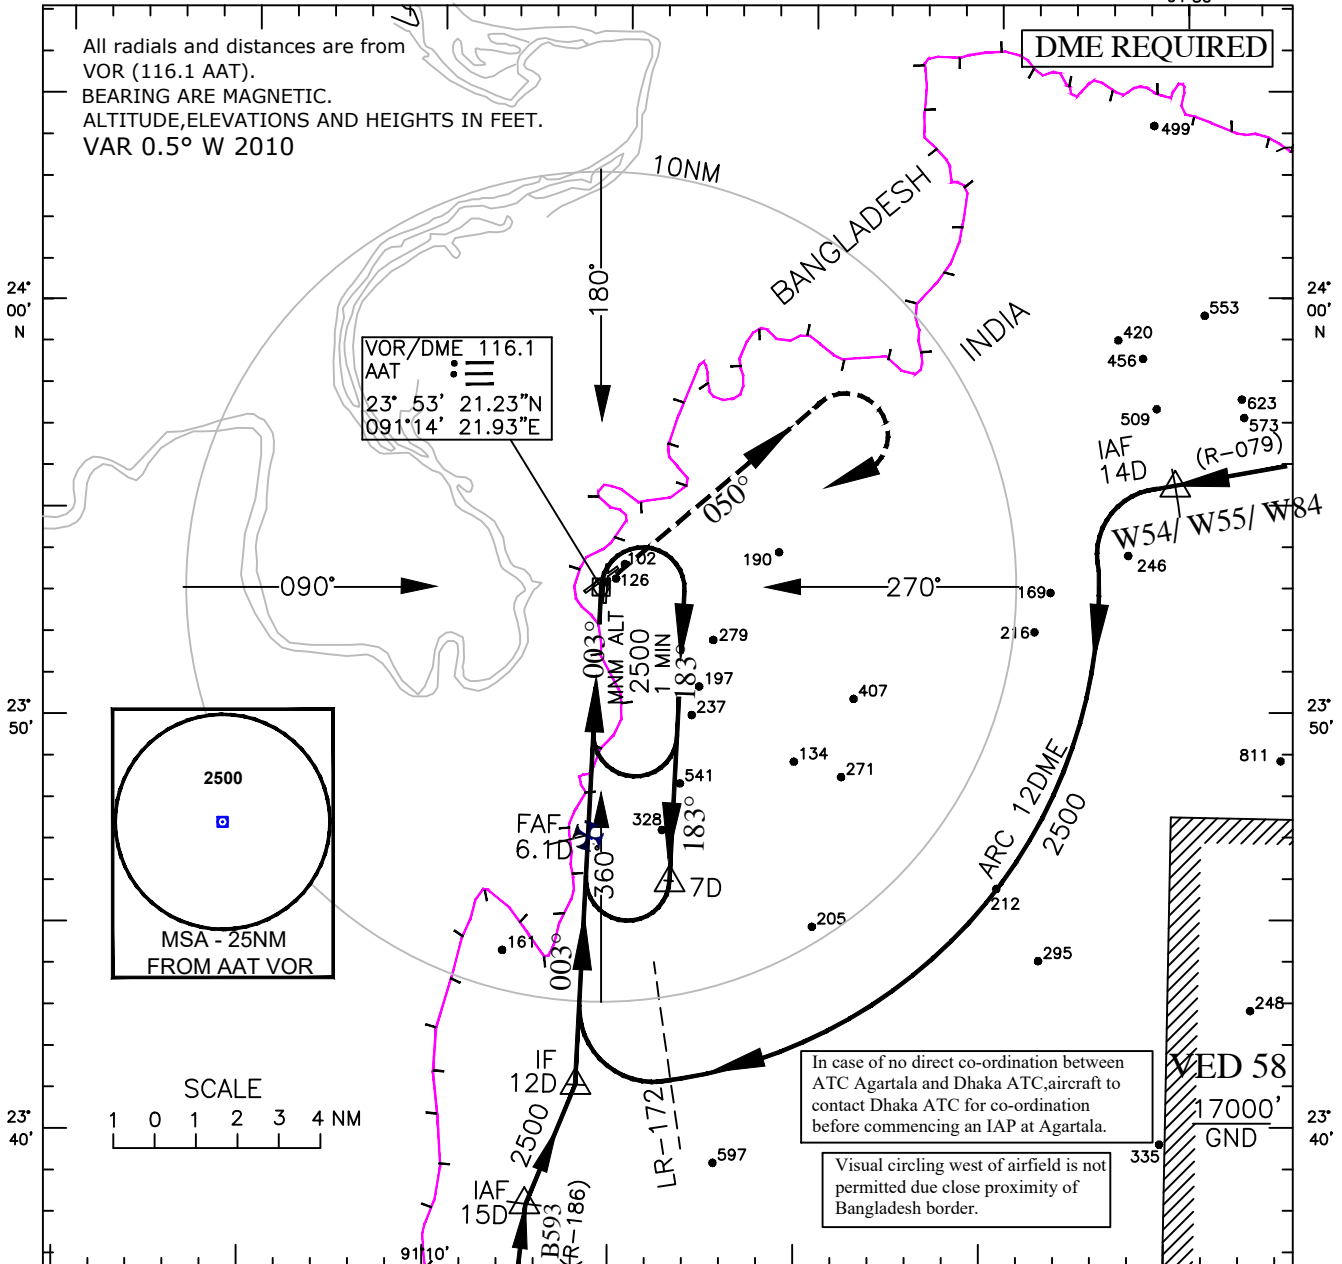 All radials and distances are from
VOR (116.1 AAT).
BEARING ARE MAGNETIC.
ALTITUDE,ELEVATIONS AND HEIGHTS IN FEET.
VAR 0.5° W 2010
DME REQUIRED
499
10NM
BANGLADESH
INDIA
180°
24°
00'
N
24°
00'
N
553
420
456
VOR/DME 116.1
AAT
23° 53' 21.23"N
091°14' 21.93"E
623
509
573
IAF
14D
(R-079)
W54/ W55/ W84
050°
102
126
190
246
090°
270°
169
216
003°
MNM ALT
2500
1 MIN
183°
279
197
237
407
23°
50'
23°
50'
134
271
811
541
2500
MSA - 25NM
FROM AAT VOR
FAF
6.1D
328
183°
360°
7D
ARC 12DME
2500
212
205
161
003°
295
248
IF
12D
In case of no direct co-ordination between
ATC Agartala and Dhaka ATC,aircraft to
contact Dhaka ATC for co-ordination
before commencing an IAP at Agartala.
VED 58
17000'
GND
SCALE
1 0 1 2 3 4 NM
23°
40'
23°
40'
2500
LR-172
597
335
Visual circling west of airfield is not
permitted due close proximity of
Bangladesh border.
IAF
15D
B593
(R-186)
91°10'